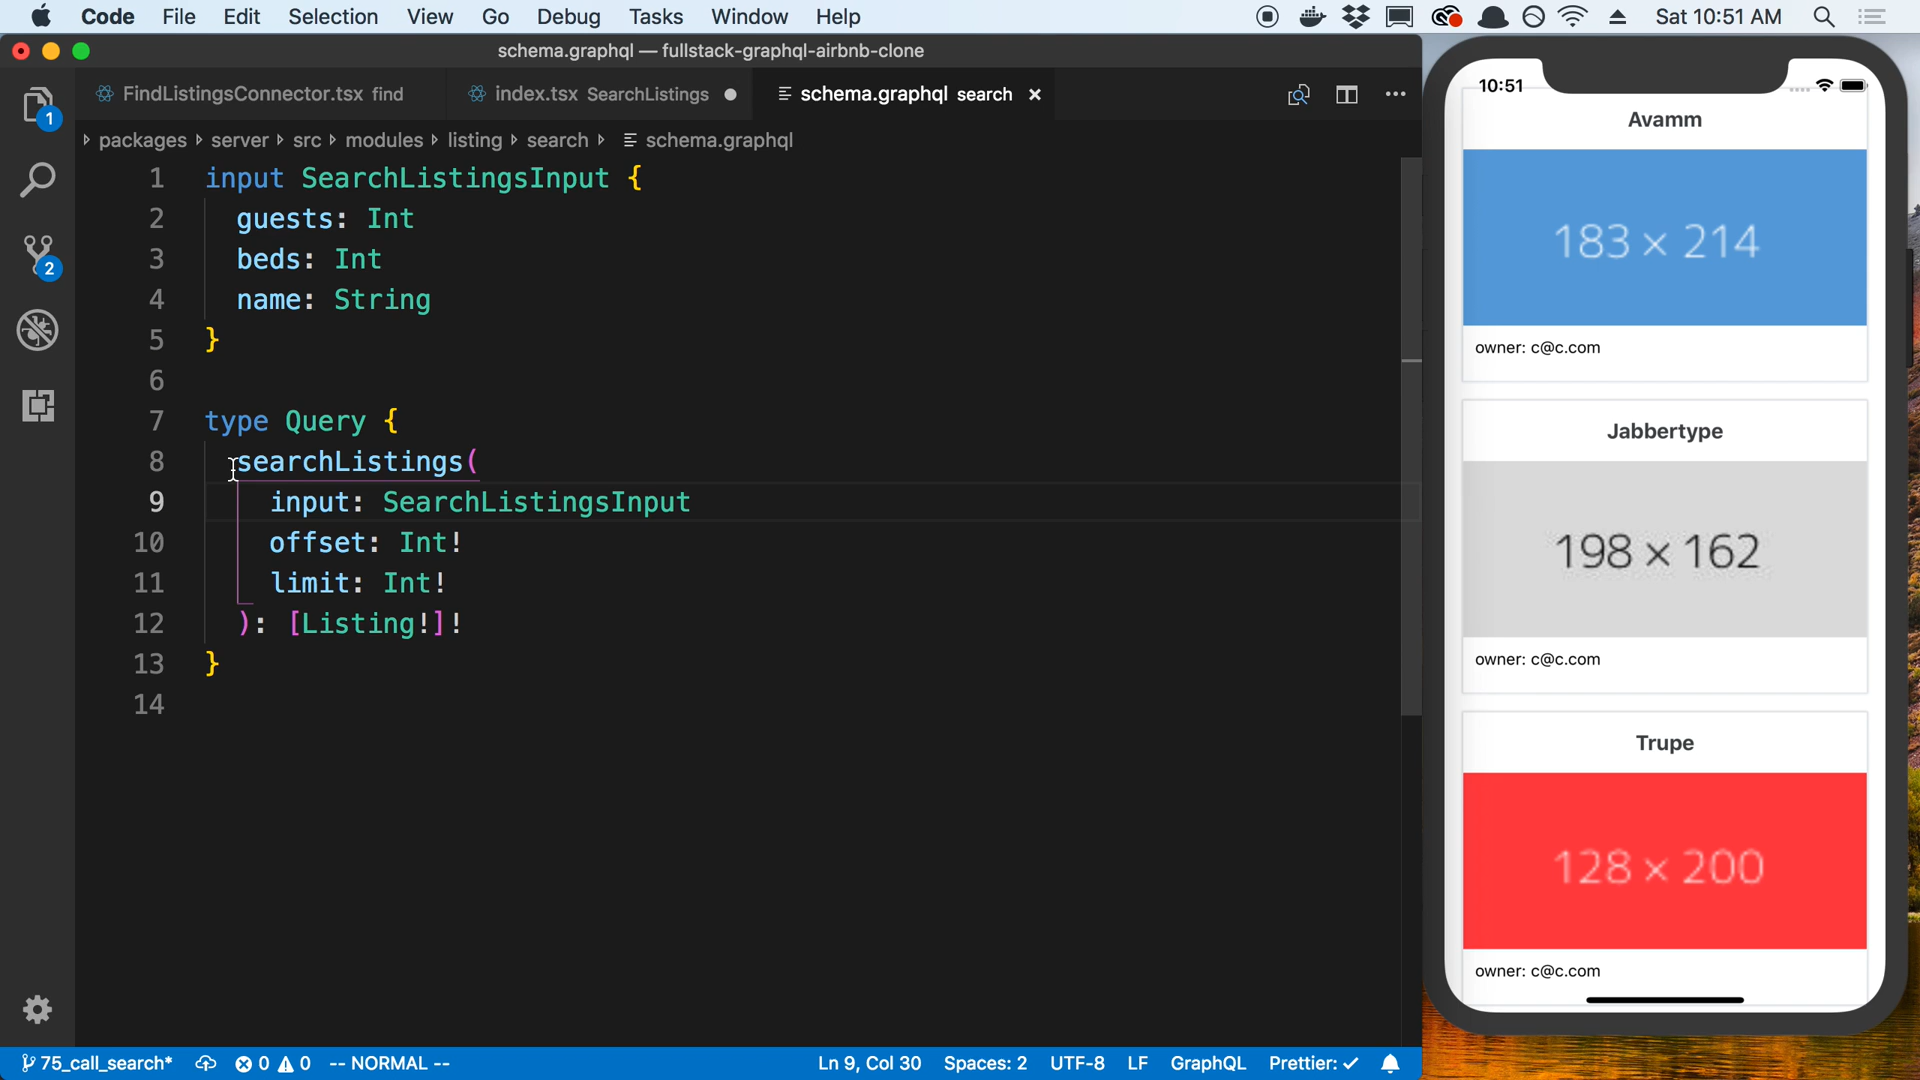 Code File Edit Selection View Go Debug Tasks Window Help Sat 10:51 AM
schema.graphql — fullstack-graphql-airbnb-clone
FindListingsConnector.tsx find index.tsx SearchListings schema.graphql search
packages server src modules listing search schema.graphql
1 input SearchListingsInput {
2 guests: Int
3 beds: Int
4 name: String
5 }
6
7 type Query {
8 searchListings(
9 input: SearchListingsInput
10 offset: Int!
11 limit: Int!
12 ): [Listing!]!
13 }
14
1
2
75_call_search* 0 0 -- NORMAL -- Ln 9, Col 30 Spaces: 2 UTF-8 LF GraphQL Prettier: ✓
10:51
Avamm
183 × 214
owner: c@c.com
Jabbertype
198 × 162
owner: c@c.com
Trupe
128 × 200
owner: c@c.com